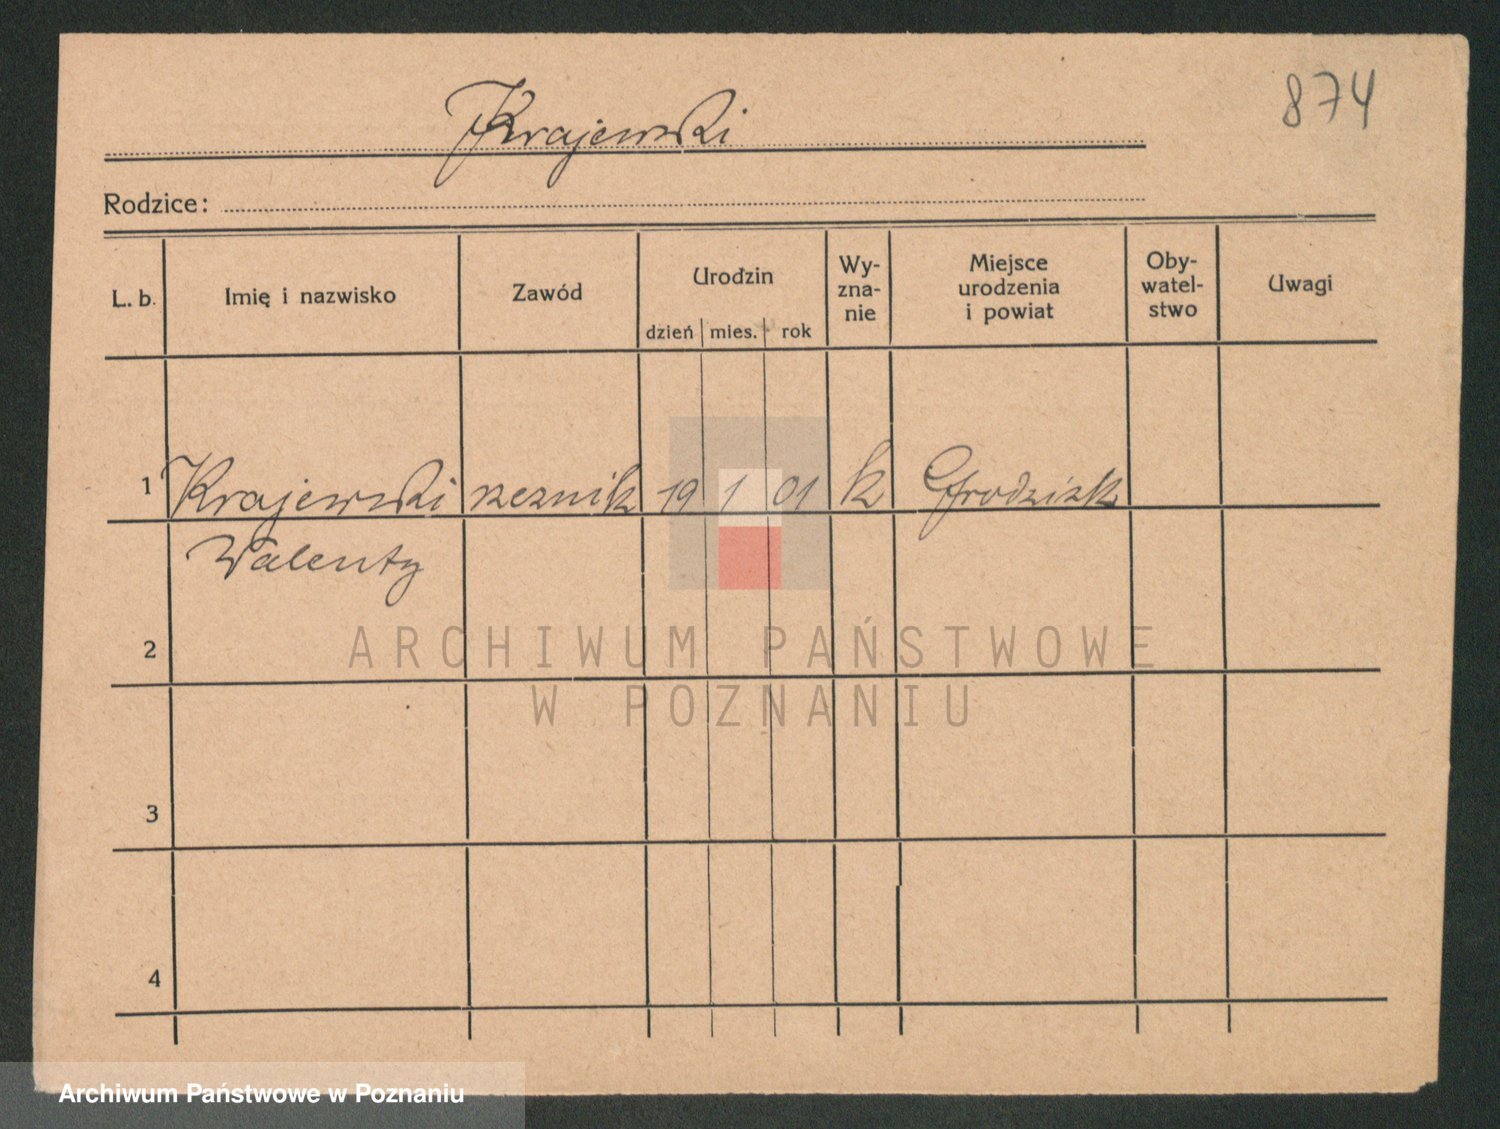 874
Krajewski
Rodzice:
L. b. Imię i nazwisko Zawód Urodzin Wy-zna-nie Miejsce urodzenia i powiat Oby-watel-stwo Uwagi
dzień mies. rok
1 Krajewski rzeznik 19 1 01 k Grodzisk
Walenty
2
ARCHIWUM PAŃSTWOWE
W POZNANIU
3
4
Archiwum Państwowe w Poznaniu